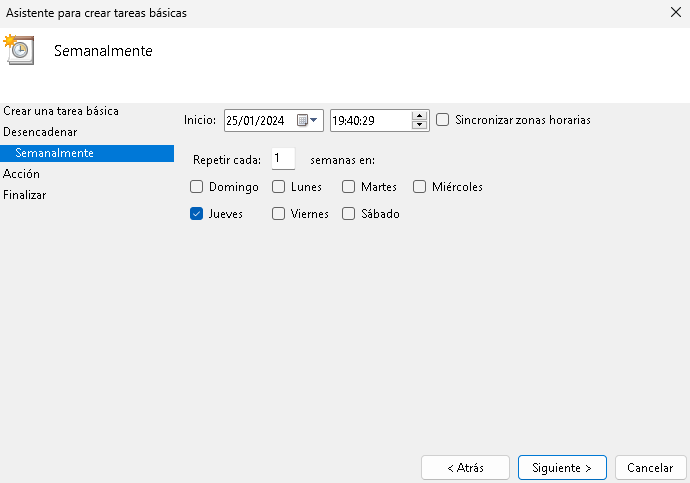 Asistente para crear tareas básicas
Semanalmente
Crear una tarea básica
Desencadenar
Semanalmente
Acción
Finalizar
Inicio: 25/01/2024 19:40:29 Sincronizar zonas horarias
Repetir cada: 1 semanas en:
Domingo Lunes Martes Miércoles
Jueves Viernes Sábado
< Atrás Siguiente > Cancelar